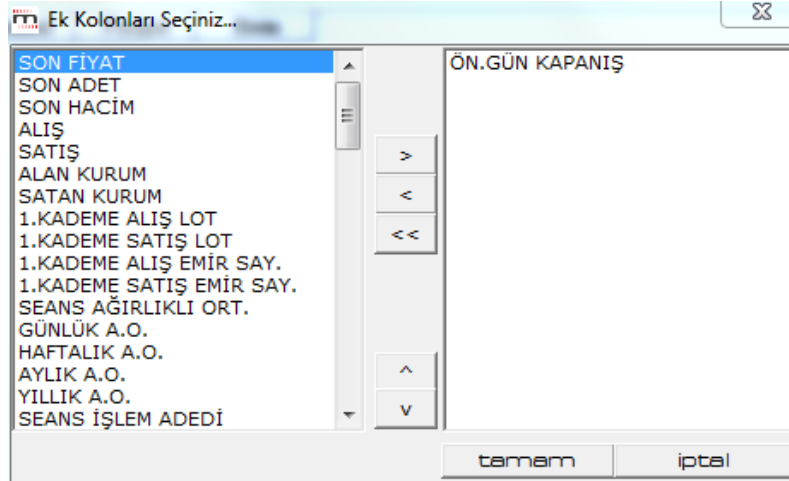 Ek Kolonları Seçiniz...
SON FİYAT
SON ADET
SON HACİM
ALIŞ
SATIŞ
ALAN KURUM
SATAN KURUM
1.KADEME ALIŞ LOT
1.KADEME SATIŞ LOT
1.KADEME ALIŞ EMİR SAY.
1.KADEME SATIŞ EMİR SAY.
SEANS AĞIRLIKLI ORT.
GÜNLÜK A.O.
HAFTALIK A.O.
AYLIK A.O.
YILLIK A.O.
SEANS İŞLEM ADEDİ
>
<
<<
^
v
ÖN.GÜN KAPANIŞ
tamam
iptal